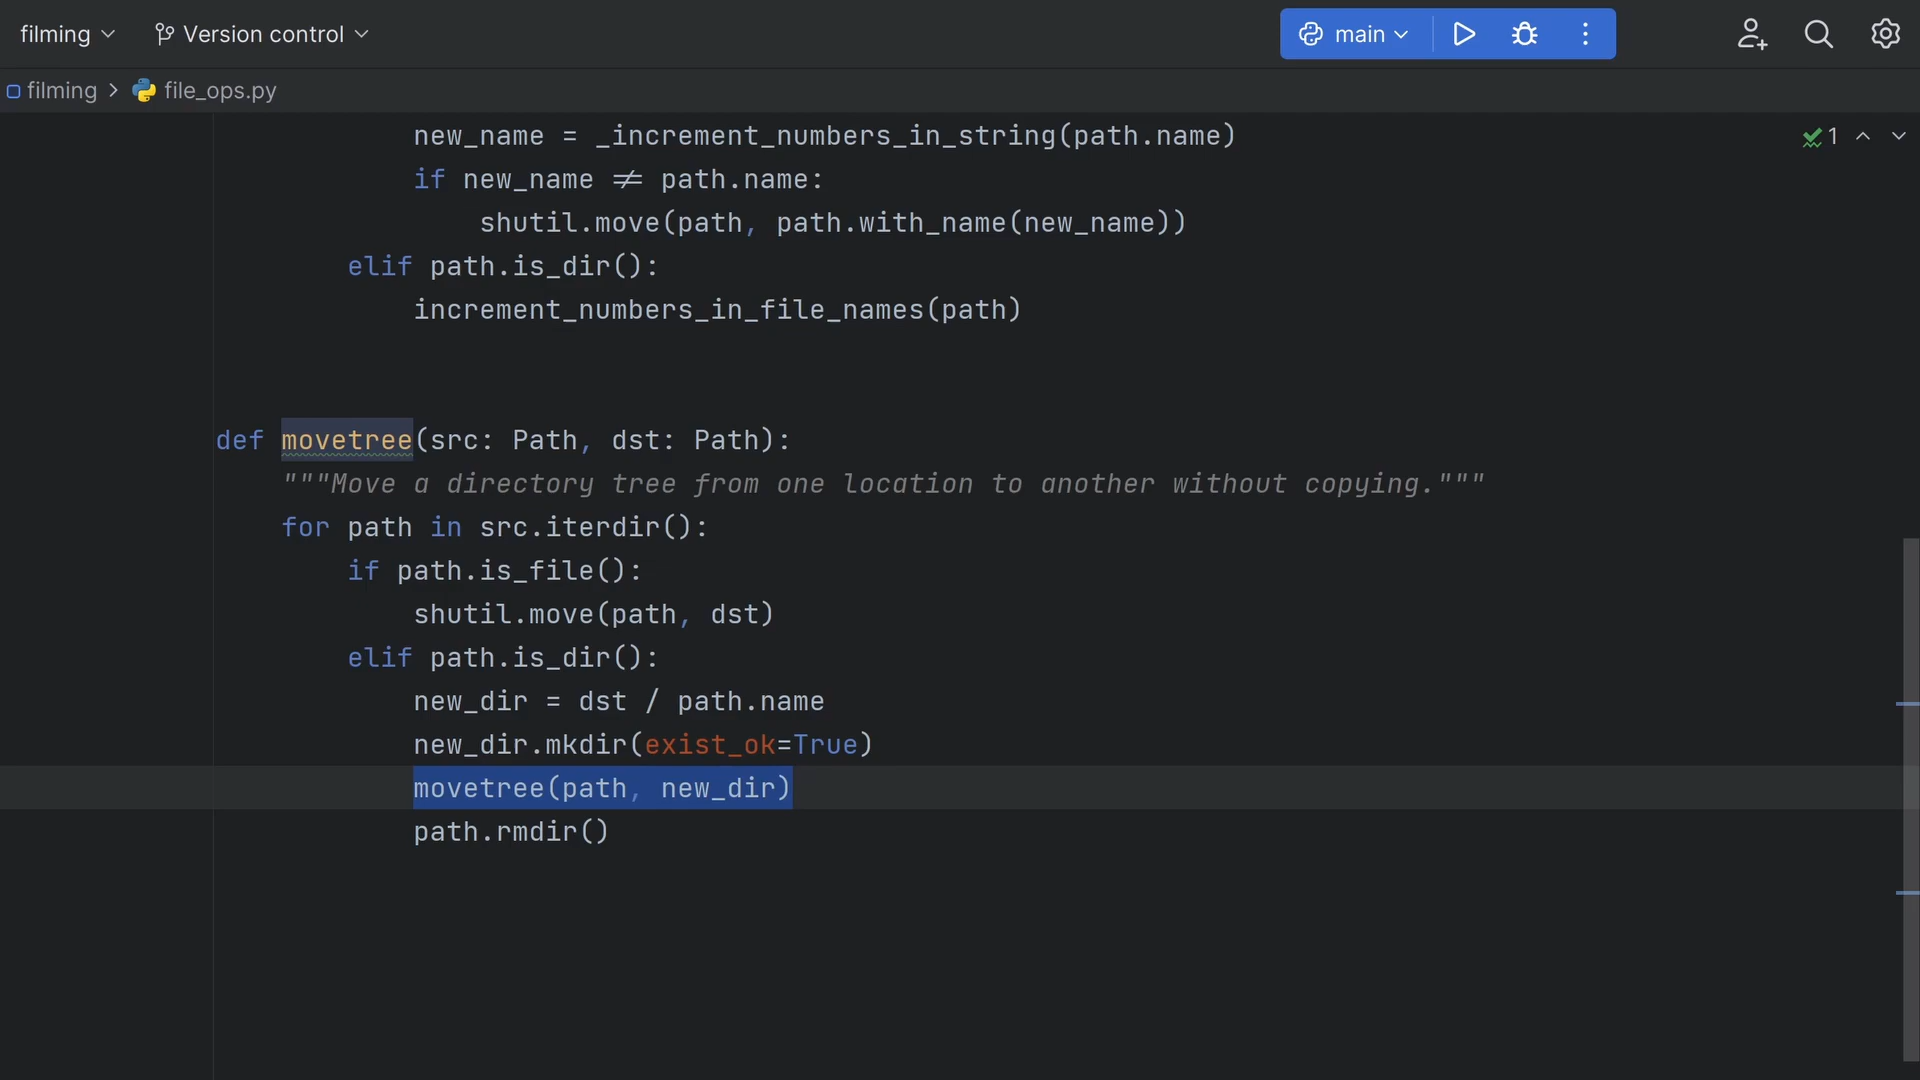 filming
Version control
main
filming > file_ops.py
new_name = _increment_numbers_in_string(path.name)
1
if new_name != path.name:
shutil.move(path, path.with_name(new_name))
elif path.is_dir():
increment_numbers_in_file_names(path)
def movetree(src: Path, dst: Path):
"""Move a directory tree from one location to another without copying."""
for path in src.iterdir():
if path.is_file():
shutil.move(path, dst)
elif path.is_dir():
new_dir = dst / path.name
new_dir.mkdir(exist_ok=True)
movetree(path, new_dir)
path.rmdir()